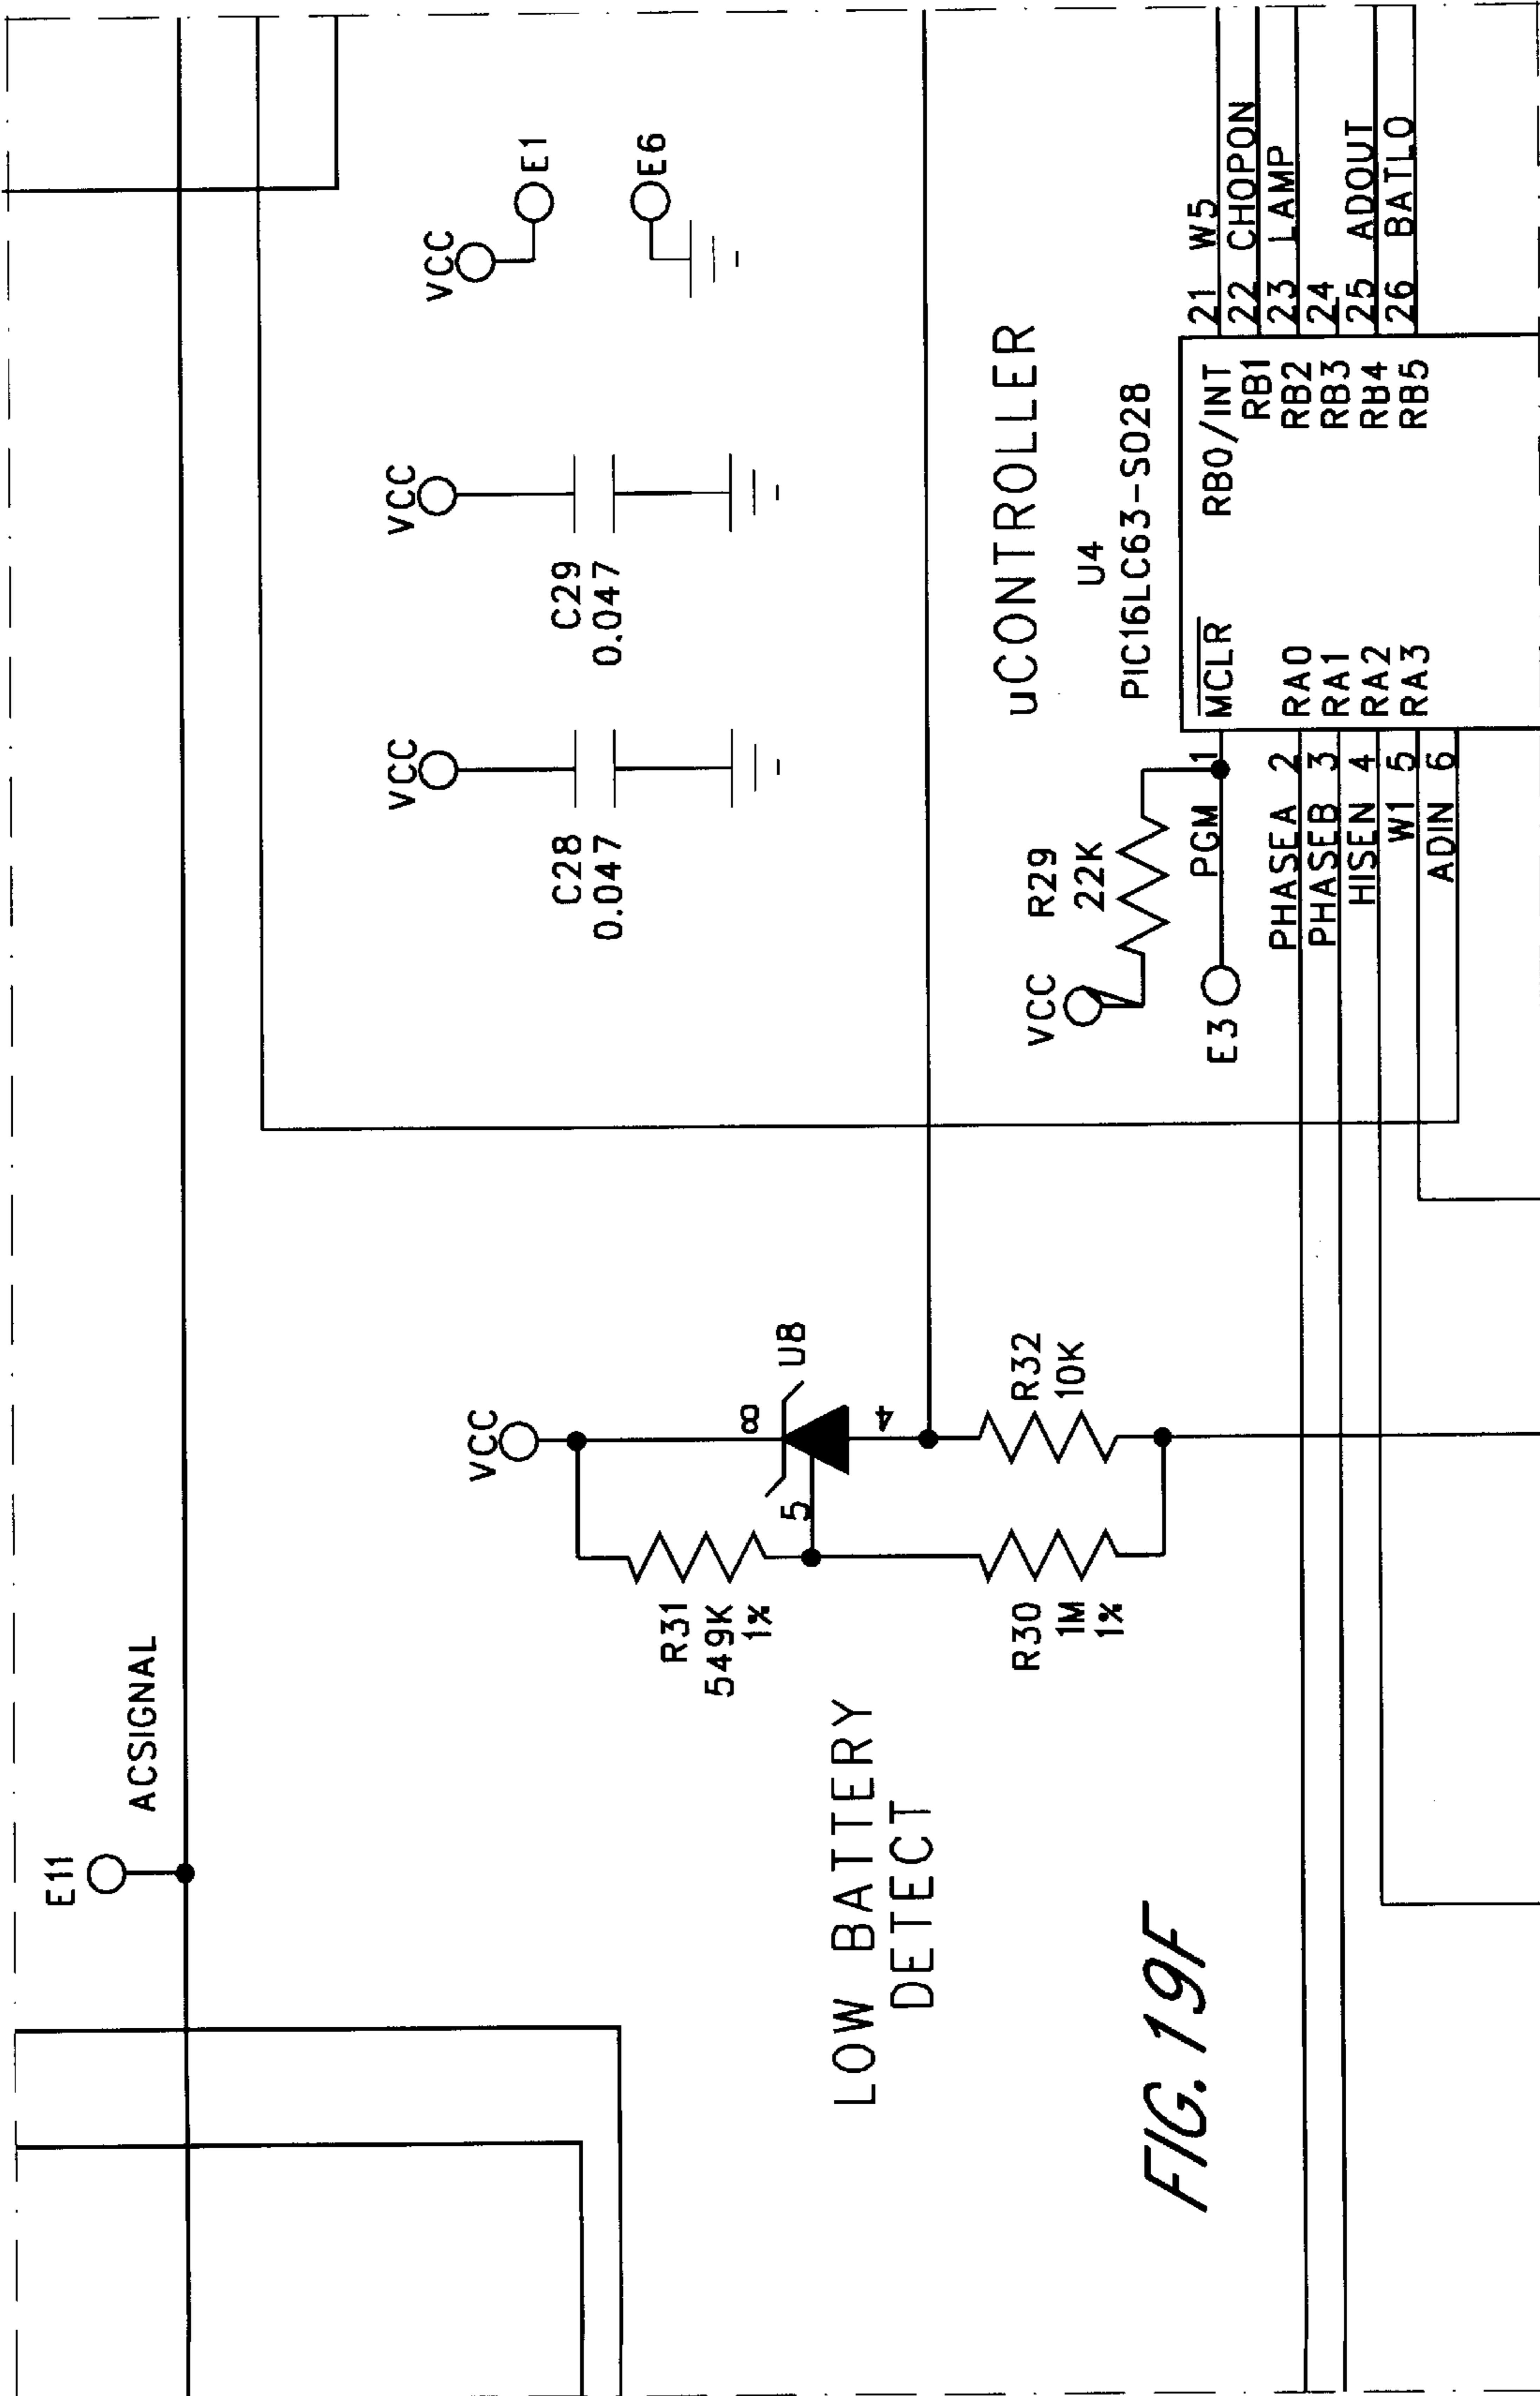 E11
ACSIGNAL
VCC
VCC
VCC
VCC
E1
E6
C28
0.047
C29
0.047
R31
549K
1%
5
8
U8
4
LOW BATTERY
DETECT
R30
1M
1%
R32
10K
VCC
R29
22K
uCONTROLLER
U4
PIC16LC63-SO28
E3
PGM
1
MCLR
RB0/INT
21
W5
RB1
22
CHOPON
PHASEA
2
RA0
RB2
23
LAMP
PHASEB
3
RA1
RB3
24
HISEN
4
RA2
RB4
25
ADOUT
W1
5
RA3
RB5
26
BATLO
ADIN
6
FIG. 19F